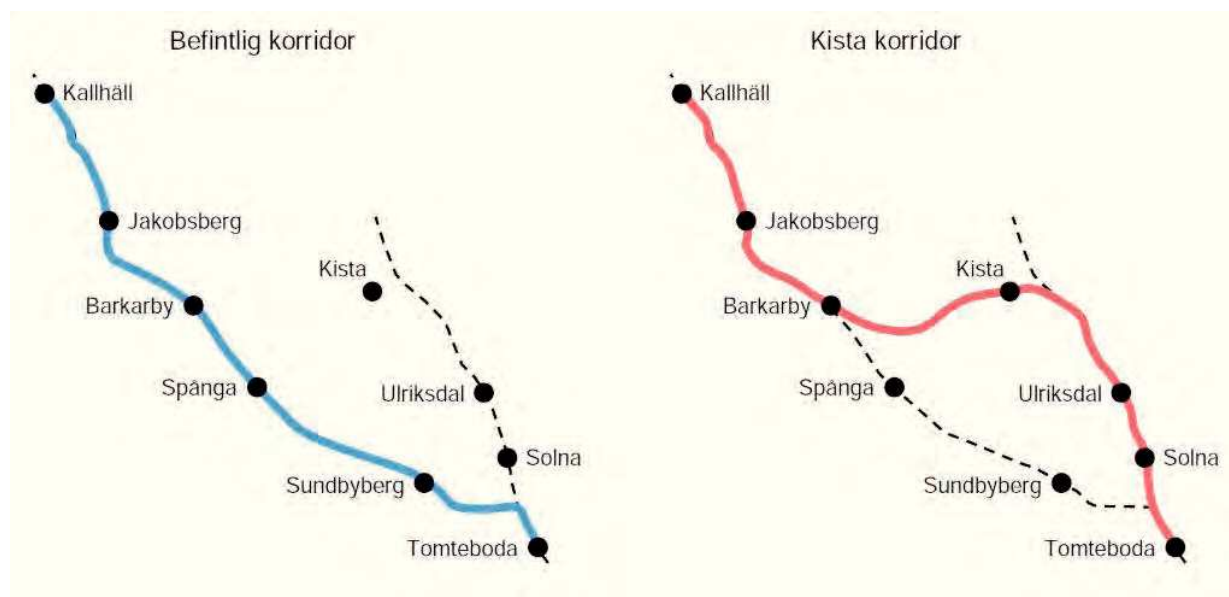 Befintlig korridor
Kallhäll
Jakobsberg
Kista
Barkarby
Spånga
Ulriksdal
Solna
Sundbyberg
Tomteboda
Kista korridor
Kallhäll
Jakobsberg
Kista
Barkarby
Spånga
Ulriksdal
Solna
Sundbyberg
Tomteboda